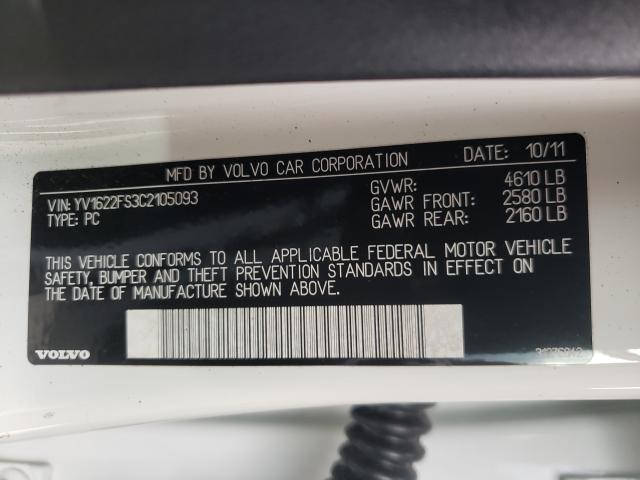 MFD BY VOLVO CAR CORPORATION DATE: 10/11
VIN: YV1622FS3C2105093
TYPE: PC
GVWR: 4610 LB
GAWR FRONT: 2580 LB
GAWR REAR: 2160 LB
THIS VEHICLE CONFORMS TO ALL APPLICABLE FEDERAL MOTOR VEHICLE
SAFETY, BUMPER AND THEFT PREVENTION STANDARDS IN EFFECT ON
THE DATE OF MANUFACTURE SHOWN ABOVE.
VOLVO